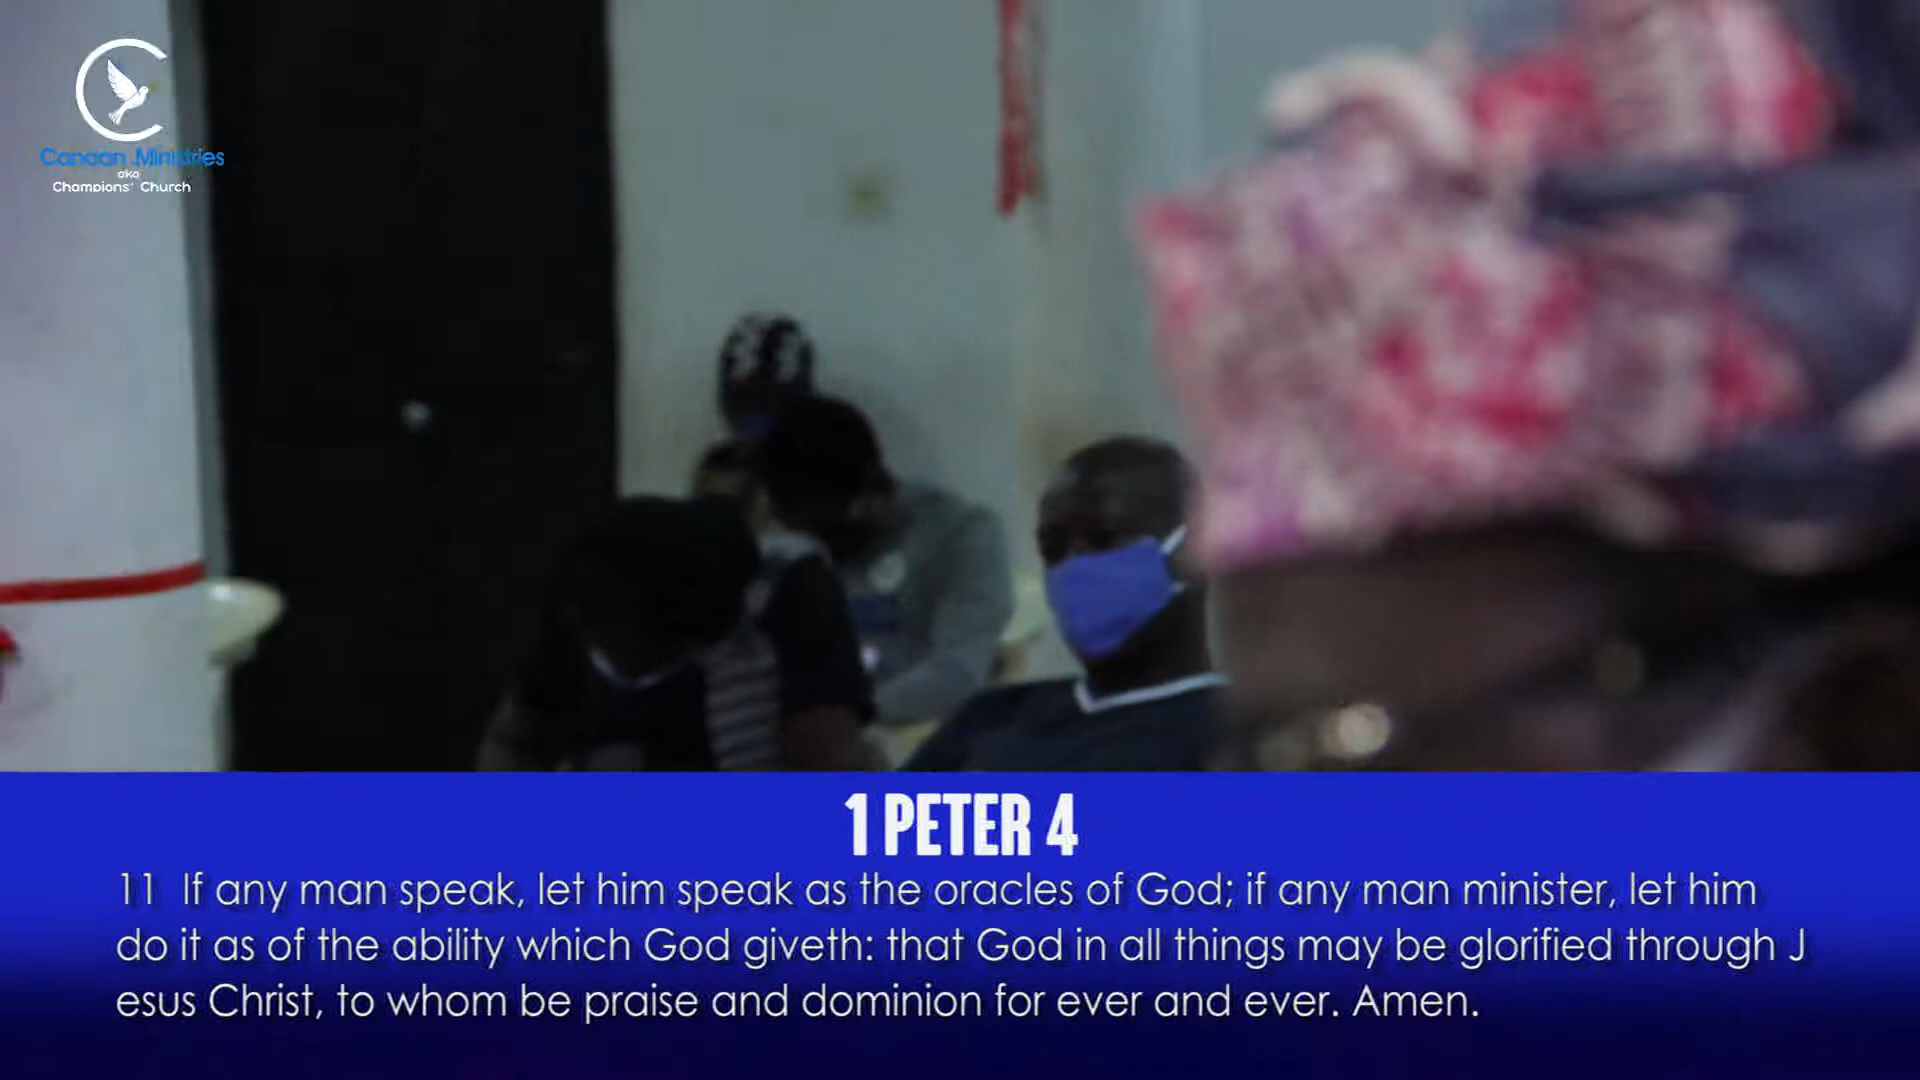 Canaan Ministries
aka
Champions' Church
1 PETER 4
11 If any man speak, let him speak as the oracles of God; if any man minister, let him
do it as of the ability which God giveth: that God in all things may be glorified through J
esus Christ, to whom be praise and dominion for ever and ever. Amen.